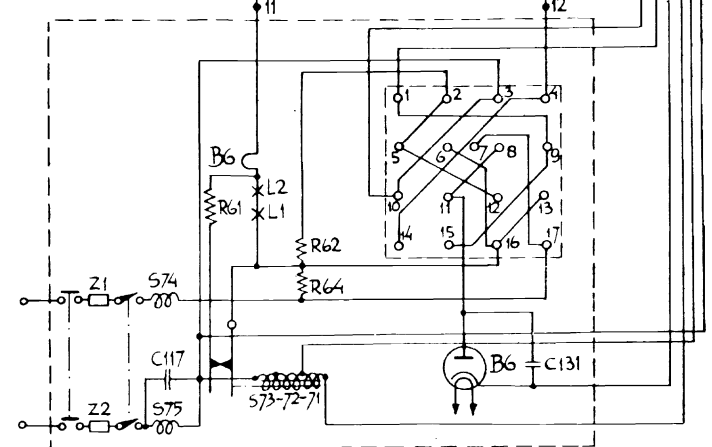 11
12
1 2 3 4
B6
5 6 7 8 9
L2
R61
L1
10 11 12 13
14 15 16 17
R62
R64
Z1 S74
C117
B6 C131
S73-72-71
Z2 S75